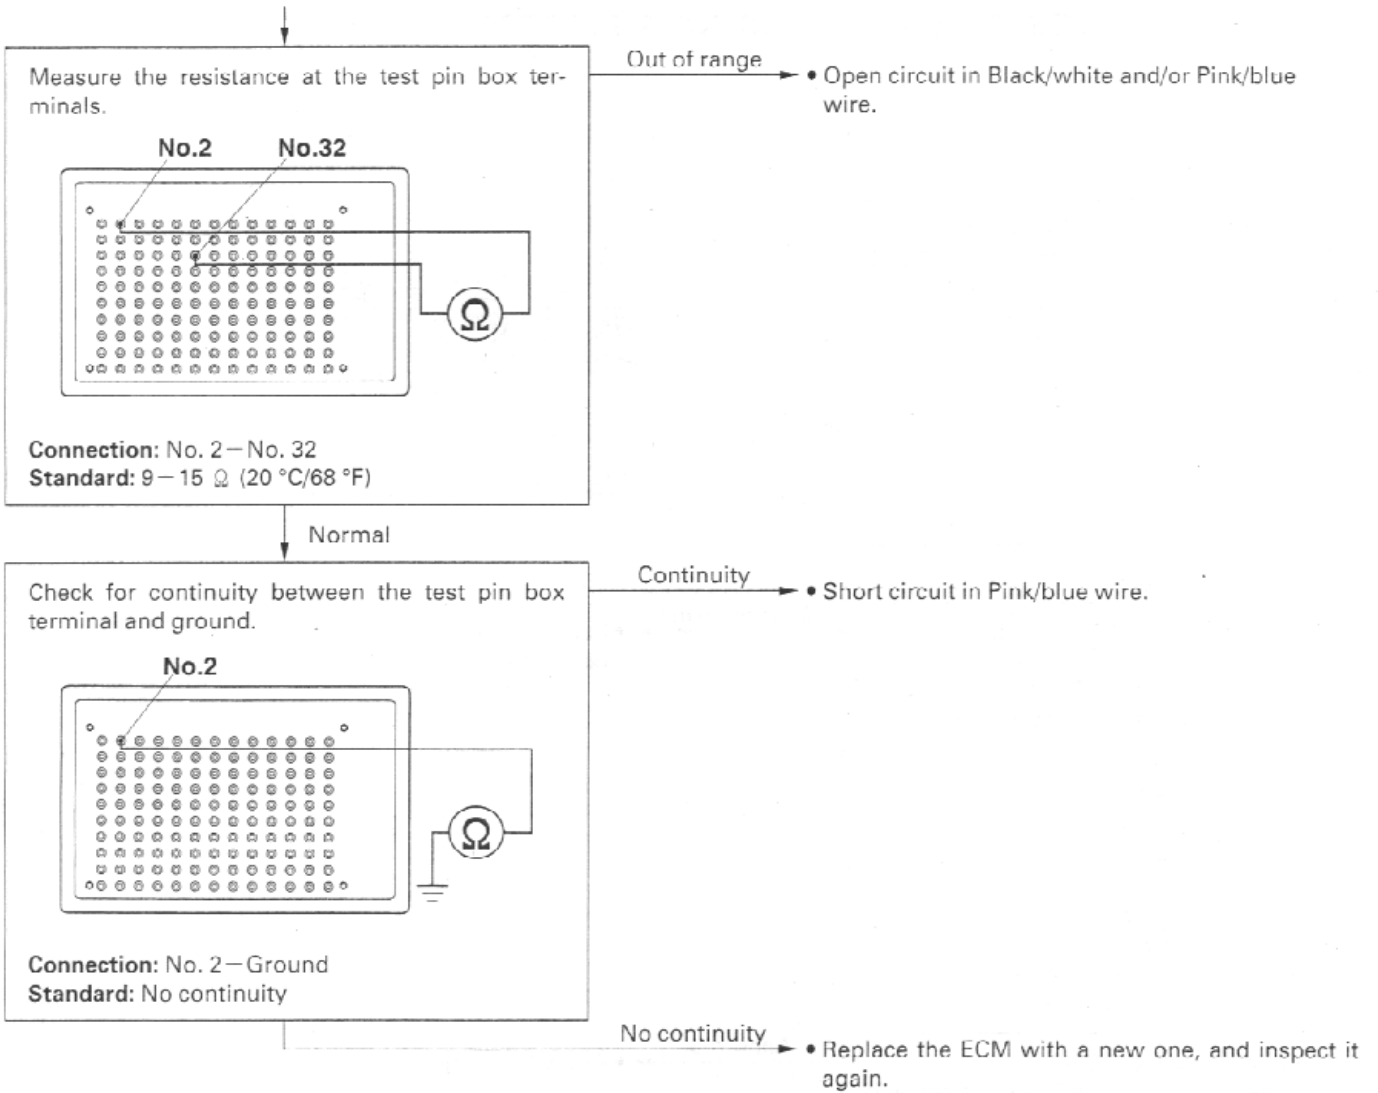 Out of range
Measure the resistance at the test pin box ter-
minals.
• Open circuit in Black/white and/or Pink/blue
wire.
No.2 No.32
Ω
Connection: No. 2–No. 32
Standard: 9–15 Ω (20 °C/68 °F)
Normal
Continuity
Check for continuity between the test pin box
terminal and ground.
• Short circuit in Pink/blue wire.
No.2
Ω
Connection: No. 2–Ground
Standard: No continuity
No continuity
• Replace the ECM with a new one, and inspect it
again.